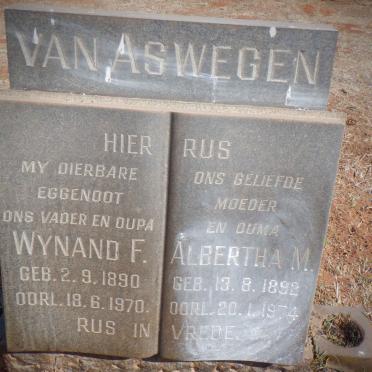 VAN ASWEGEN
HIER RUS
MY DIERBARE
EGGENOOT
ONS VADER EN OUPA
WYNAND F.
GEB. 2.9.1890
OORL. 18.6.1970.
ONS GELIEFDE
MOEDER
EN OUMA
ALBERTHA M.
GEB. 13.8.1892
OORL. 20.1.1974
RUS IN VREDE.